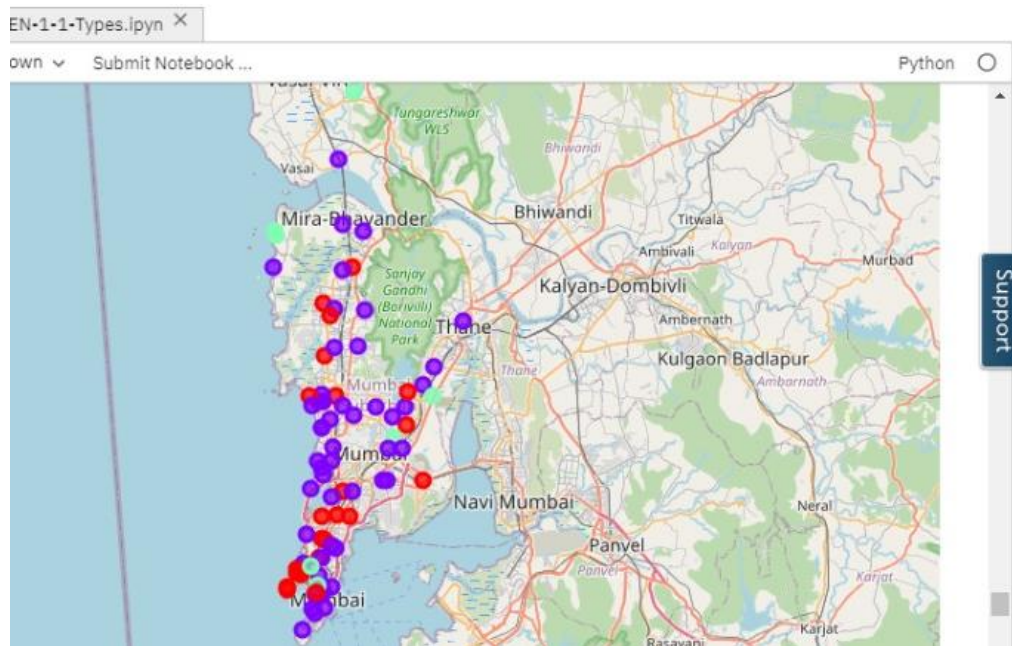 EN-1-1-Types.ipyn ×
own Submit Notebook ... Python
Tungareshwar
WLS
Bhiwandi
Vasai
Mira-Bhayander
Bhiwandi
Titwala
Ambivali
Kalyan
Murbad
Sanjay
Gandhi
(Borivilli)
National
Park
Kalyan-Dombivli
Thane
Ambernath
Kulgaon Badlapur
Thane
Ambarnath
Support
Mumbai
Navi Mumbai
Neral
Panvel
Panvel
Karjat
Mumbai
Karjat
Rasayani